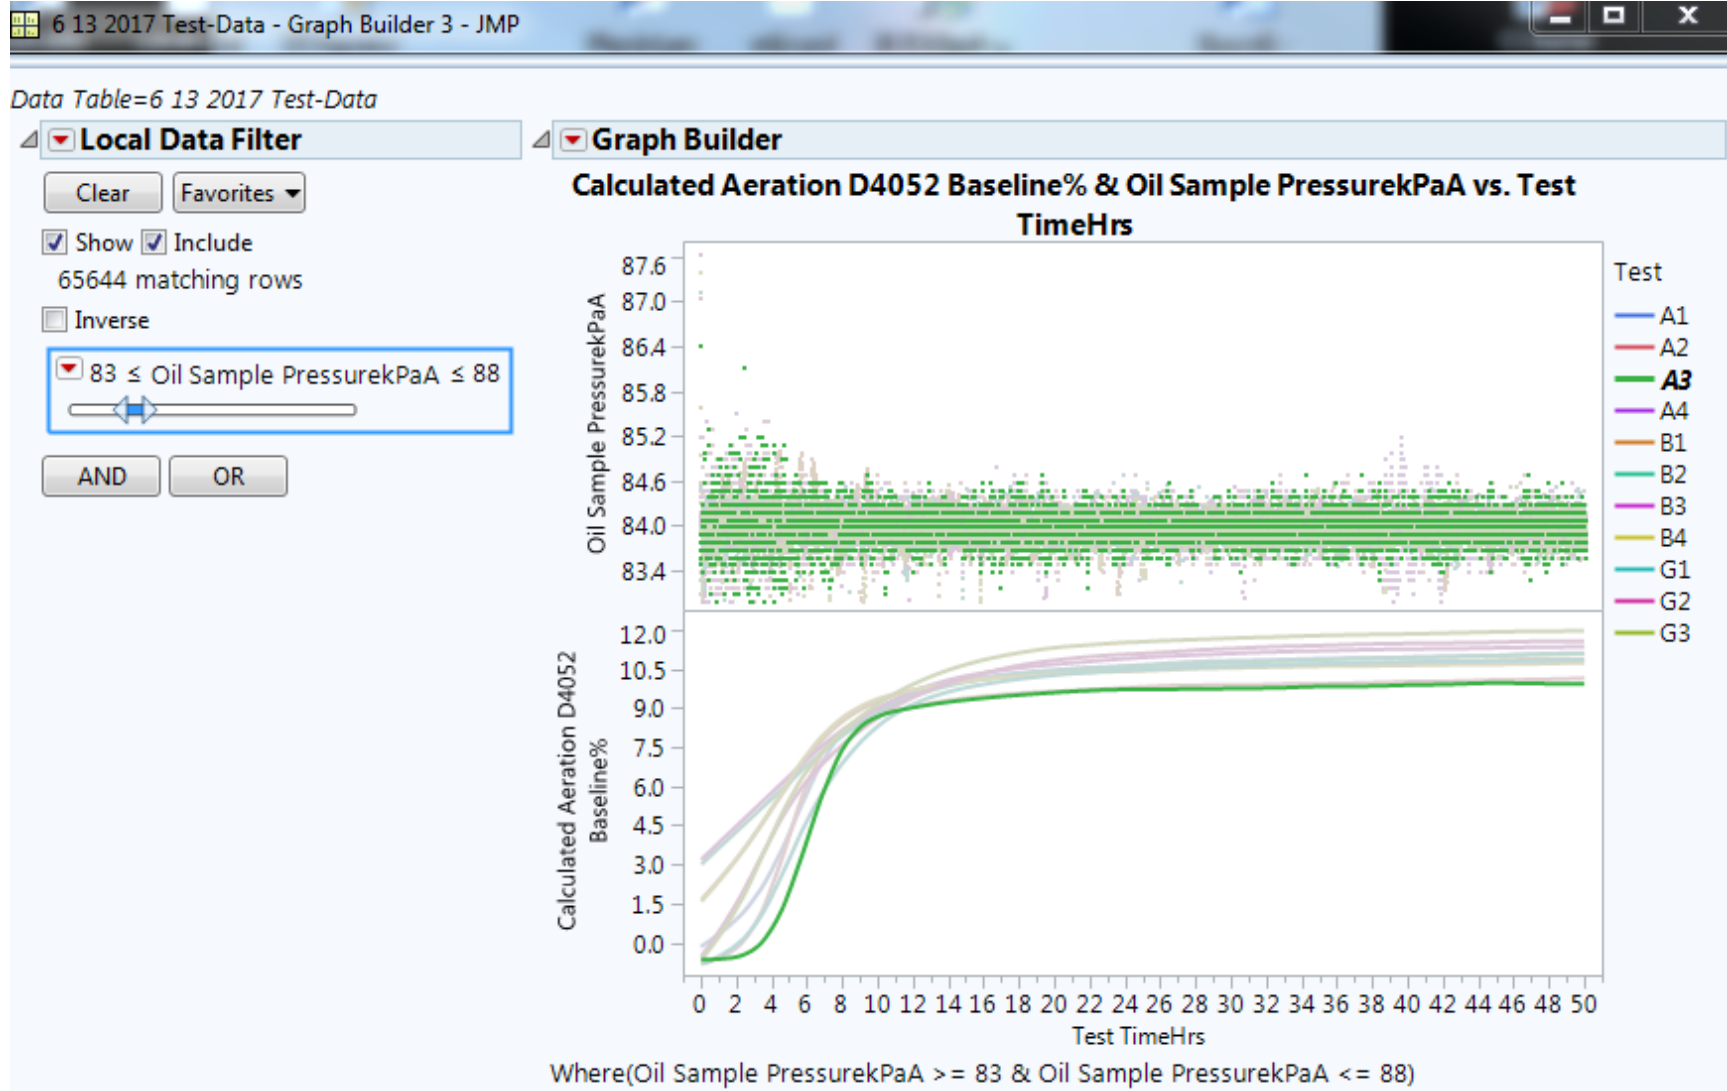 6 13 2017 Test-Data - Graph Builder 3 - JMP
Data Table=6 13 2017 Test-Data
Local Data Filter
Clear
Favorites
Show Include
65644 matching rows
Inverse
83 ≤ Oil Sample PressurekPaA ≤ 88
AND
OR
Graph Builder
Calculated Aeration D4052 Baseline% & Oil Sample PressurekPaA vs. Test
TimeHrs
Oil Sample PressurekPaA
87.6
87.0
86.4
85.8
85.2
84.6
84.0
83.4
Calculated Aeration D4052
Baseline%
12.0
10.5
9.0
7.5
6.0
4.5
3.0
1.5
0.0
0 2 4 6 8 10 12 14 16 18 20 22 24 26 28 30 32 34 36 38 40 42 44 46 48 50
Test TimeHrs
Test
A1
A2
A3
A4
B1
B2
B3
B4
G1
G2
G3
Where(Oil Sample PressurekPaA >= 83 & Oil Sample PressurekPaA <= 88)